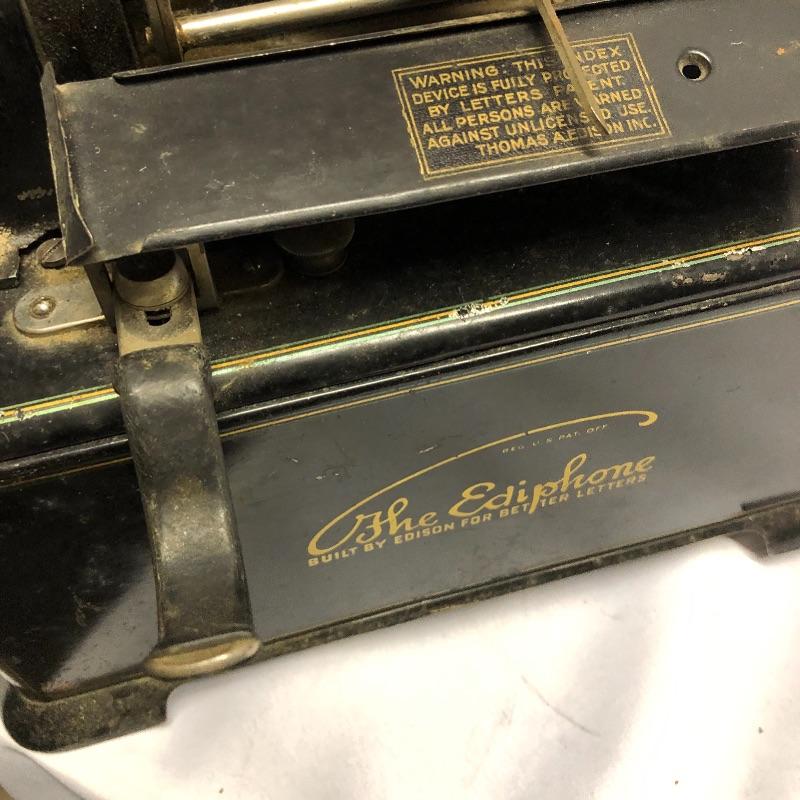 WARNING: THIS INDEX
DEVICE IS FULLY PROTECTED
BY LETTERS PATENT
ALL PERSONS ARE WARNED
AGAINST UNLICENSED USE.
THOMAS A. EDISON INC.
REG. U.S. PAT. OFF.
The Ediphone
BUILT BY EDISON FOR BETTER LETTERS